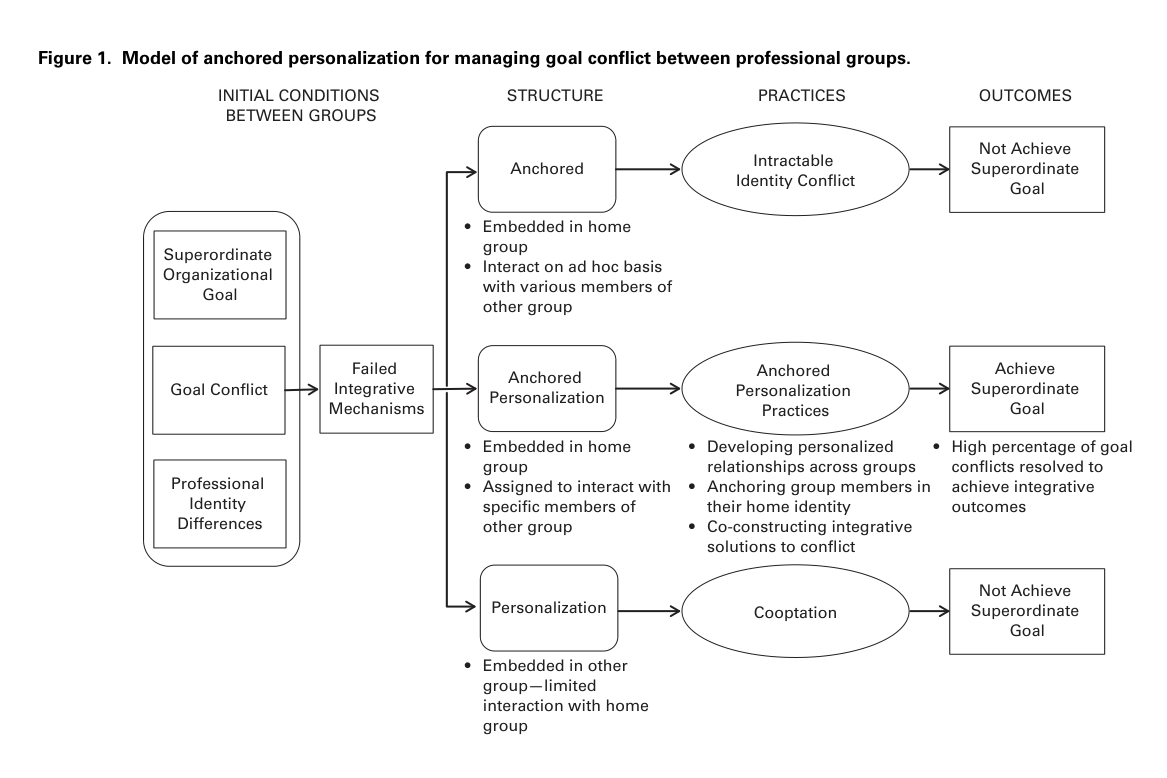 Figure 1. Model of anchored personalization for managing goal conflict between professional groups.
INITIAL CONDITIONS
BETWEEN GROUPS
STRUCTURE
PRACTICES
OUTCOMES
Superordinate
Organizational
Goal
Goal Conflict
Professional
Identity
Differences
Failed
Integrative
Mechanisms
Anchored
• Embedded in home
group
• Interact on ad hoc basis
with various members of
other group
Intractable
Identity Conflict
Not Achieve
Superordinate
Goal
Anchored
Personalization
• Embedded in home
group
• Assigned to interact with
specific members of
other group
Anchored
Personalization
Practices
• Developing personalized
relationships across groups
• Anchoring group members in
their home identity
• Co-constructing integrative
solutions to conflict
Achieve
Superordinate
Goal
• High percentage of goal
conflicts resolved to
achieve integrative
outcomes
Personalization
• Embedded in other
group—limited
interaction with home
group
Cooptation
Not Achieve
Superordinate
Goal